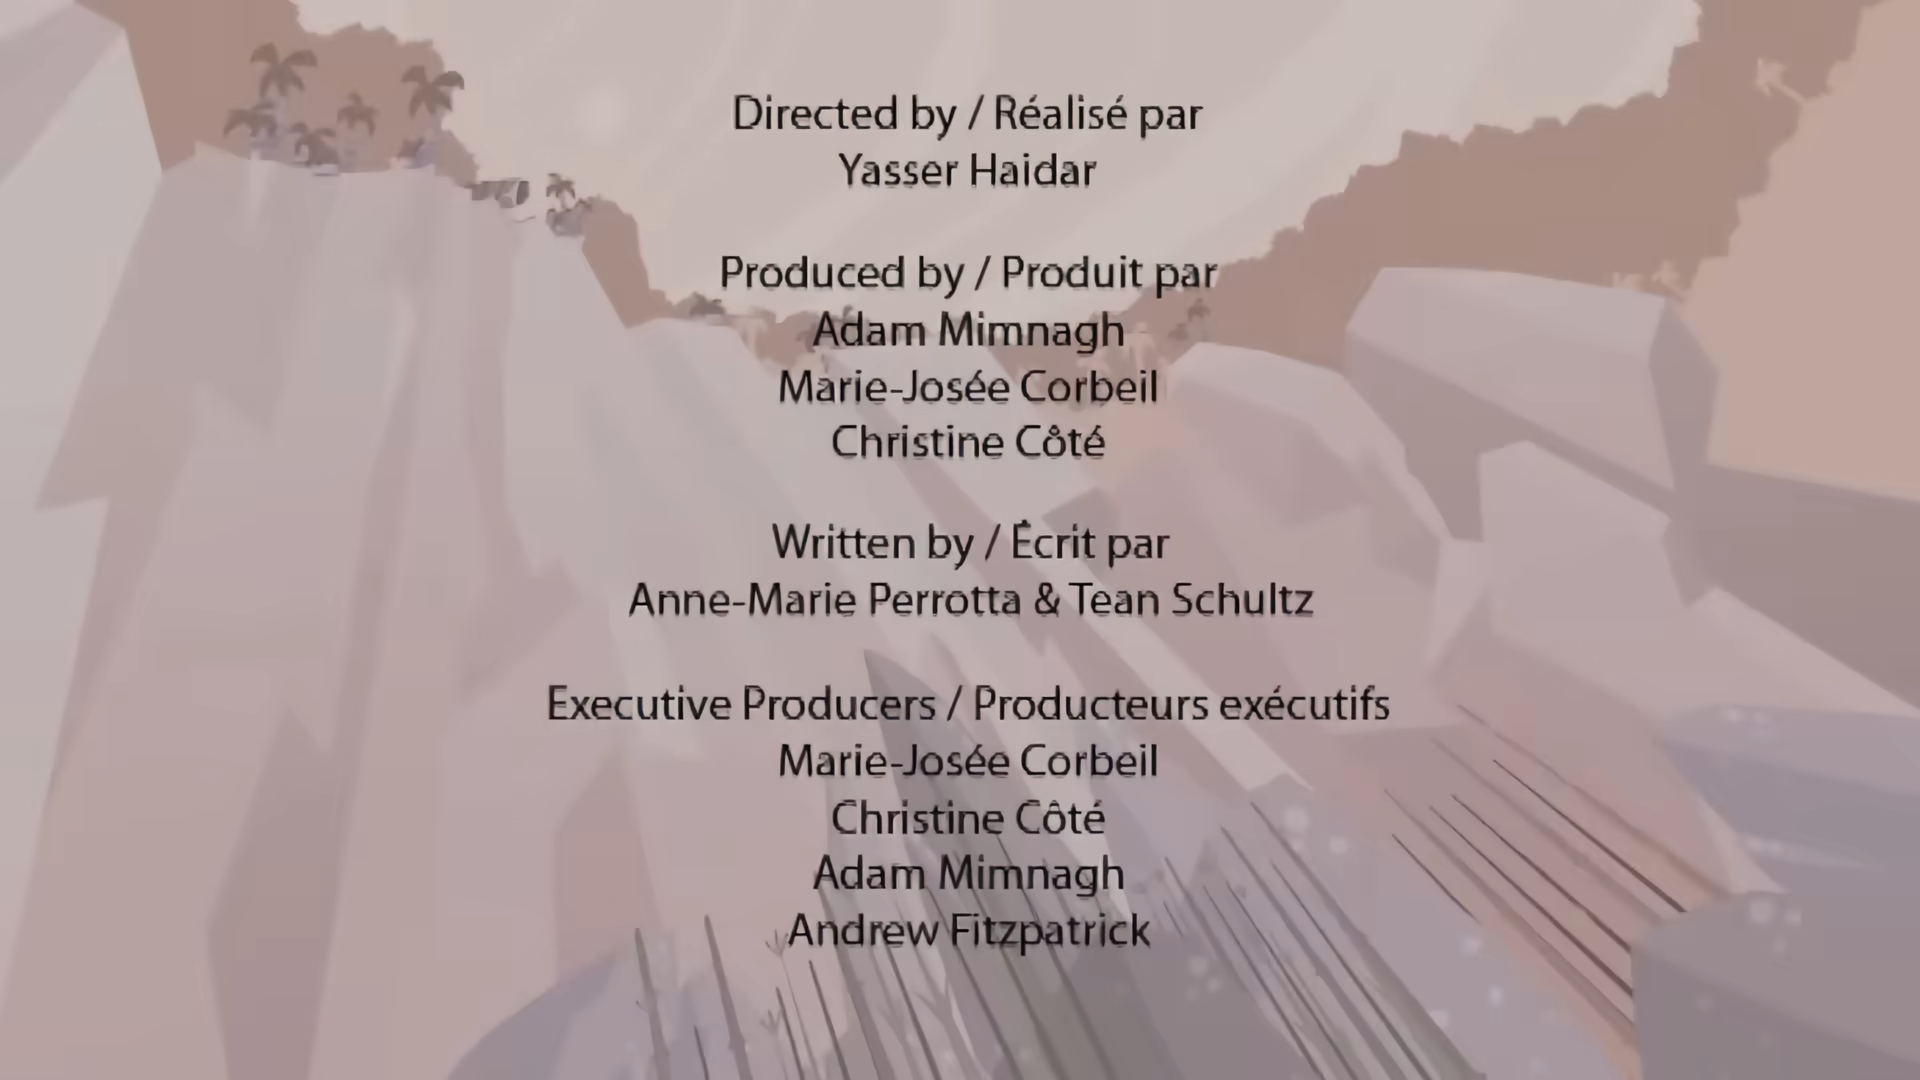 Directed by / Réalisé par
Yasser Haidar
Produced by / Produit par
Adam Mimnagh
Marie-Josée Corbeil
Christine Côté
Written by / Écrit par
Anne-Marie Perrotta & Tean Schultz
Executive Producers / Producteurs exécutifs
Marie-Josée Corbeil
Christine Côté
Adam Mimnagh
Andrew Fitzpatrick